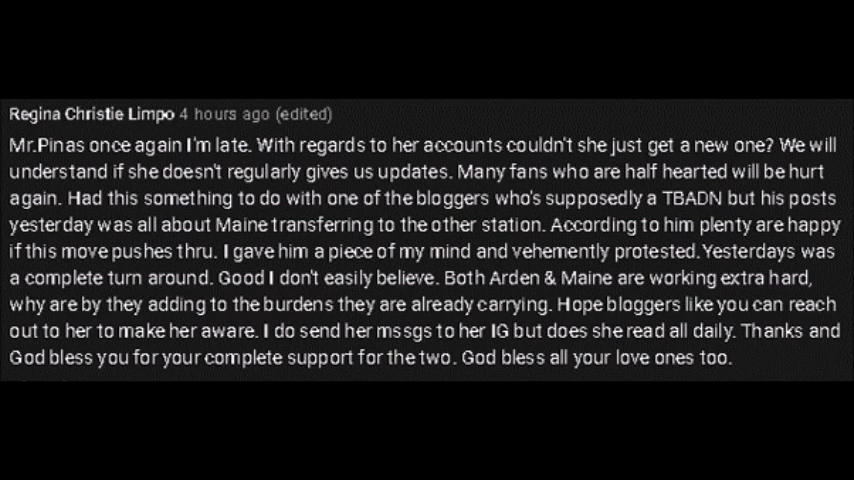 Regina Christie Limpo 4 hours ago (edited)
Mr.Pinas once again I'm late. With regards to her accounts couldn't she just get a new one? We will
understand if she doesn't regularly gives us updates. Many fans who are half hearted will be hurt
again. Had this something to do with one of the bloggers who's supposedly a TBADN but his posts
yesterday was all about Maine transferring to the other station. According to him plenty are happy
if this move pushes thru. I gave him a piece of my mind and vehemently protested.Yesterdays was
a complete turn around. Good I don't easily believe. Both Arden & Maine are working extra hard,
why are by they adding to the burdens they are already carrying. Hope bloggers like you can reach
out to her to make her aware. I do send her mssgs to her IG but does she read all daily. Thanks and
God bless you for your complete support for the two. God bless all your love ones too.